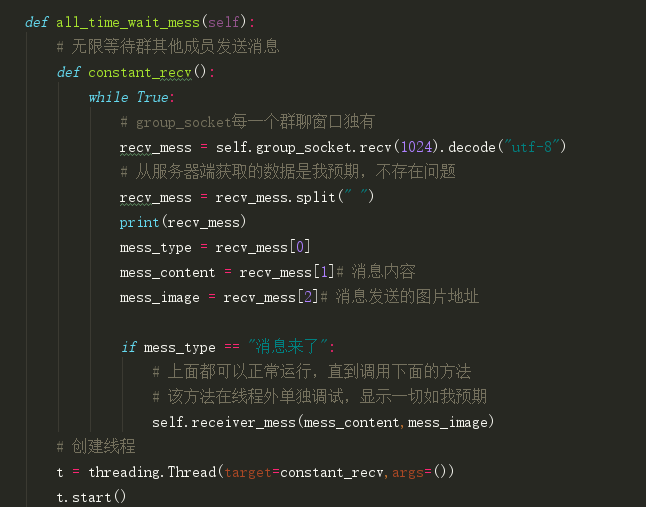 def all_time_wait_mess(self):
# 无限等待群其他成员发送消息
def constant_recv():
while True:
# group_socket每一个群聊窗口独有
recv_mess = self.group_socket.recv(1024).decode("utf-8")
# 从服务器端获取的数据是我预期，不存在问题
recv_mess = recv_mess.split(" ")
print(recv_mess)
mess_type = recv_mess[0]
mess_content = recv_mess[1]# 消息内容
mess_image = recv_mess[2]# 消息发送的图片地址
if mess_type == "消息来了":
# 上面都可以正常运行，直到调用下面的方法
# 该方法在线程外单独调试，显示一切如我预期
self.receiver_mess(mess_content,mess_image)
# 创建线程
t = threading.Thread(target=constant_recv,args=())
t.start()